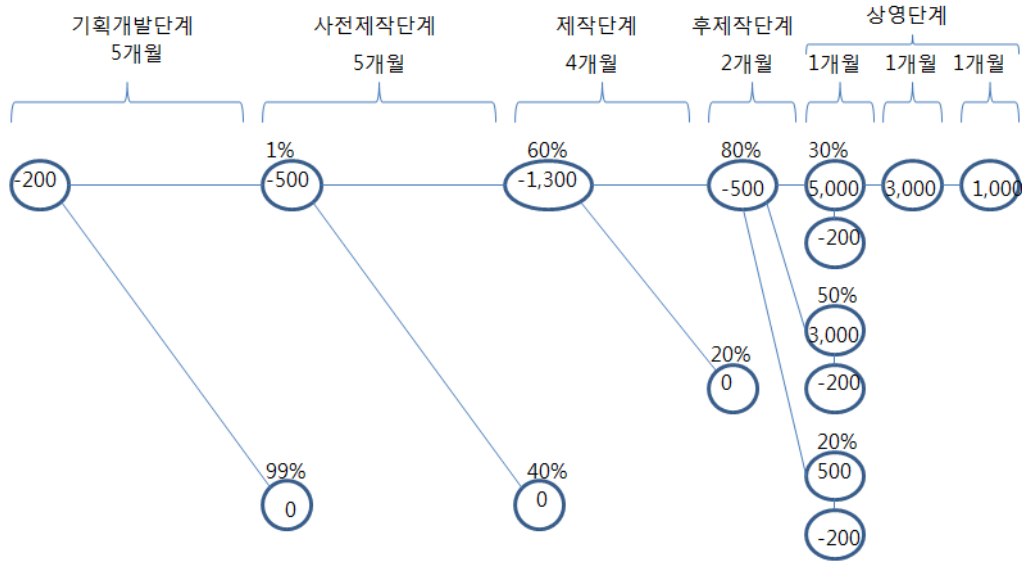 기획개발단계
5개월
사전제작단계
5개월
제작단계
4개월
후제작단계
2개월
상영단계
1개월 1개월 1개월
1% 60% 80% 30%
-200 -500 -1,300 -500 5,000 3,000 1,000
-200
50%
3,000
20%
0
-200
20%
500
99% 40%
0 0
-200